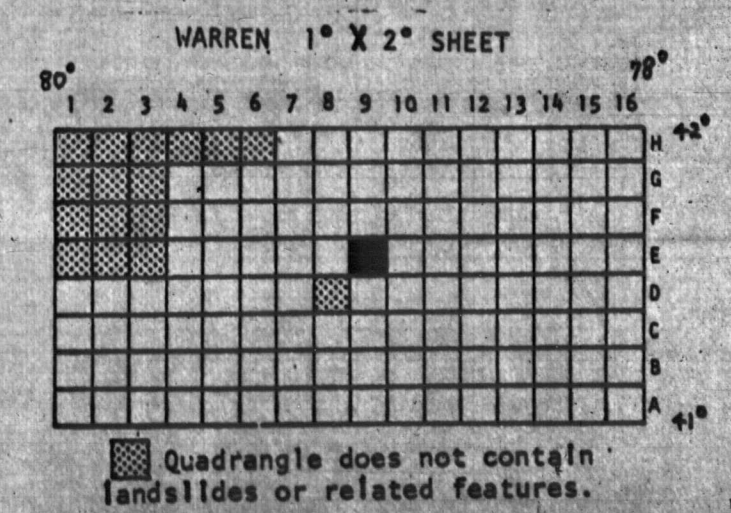 WARREN 1° X 2° SHEET
80° 78°
1 2 3 4 5 6 7 8 9 10 11 12 13 14 15 16
42°
H
G
F
E
D
C
B
A
41°
Quadrangle does not contain
landslides or related features.